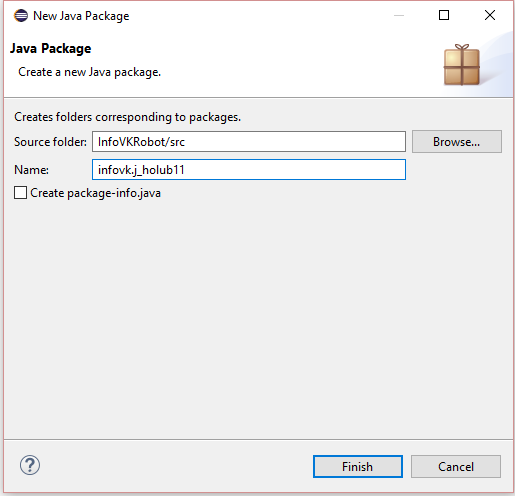 New Java Package
Java Package
Create a new Java package.
Creates folders corresponding to packages.
Source folder: InfoVKRobot/src Browse...
Name: infovk.j_holub11
Create package-info.java
? Finish Cancel